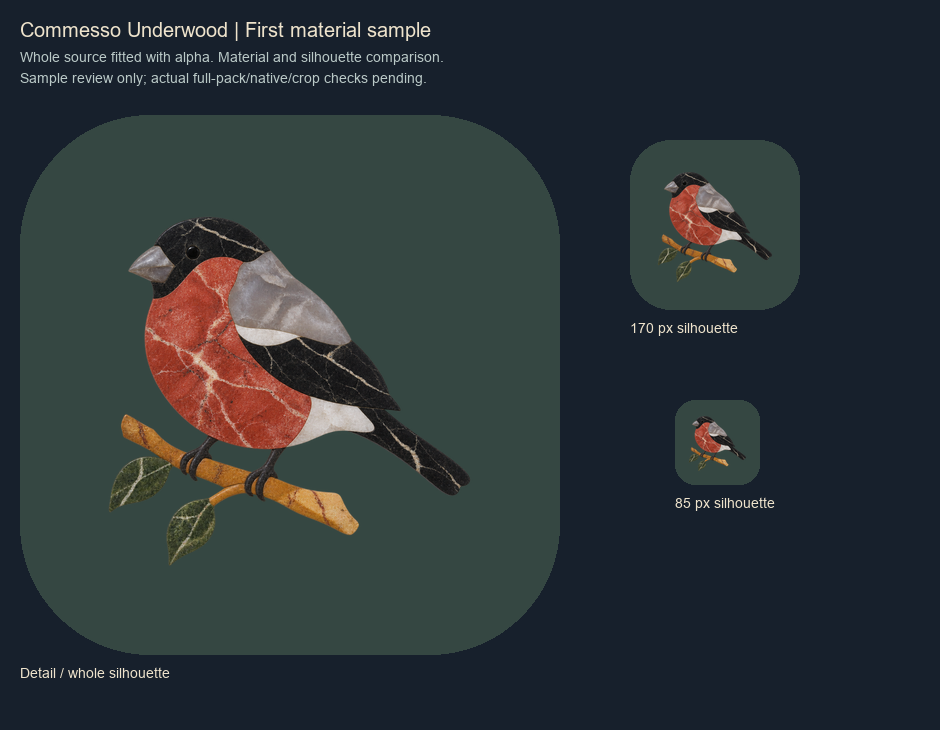 Commesso Underwood | First material sample
Whole source fitted with alpha. Material and silhouette comparison.
Sample review only; actual full-pack/native/crop checks pending.
170 px silhouette
85 px silhouette
Detail / whole silhouette